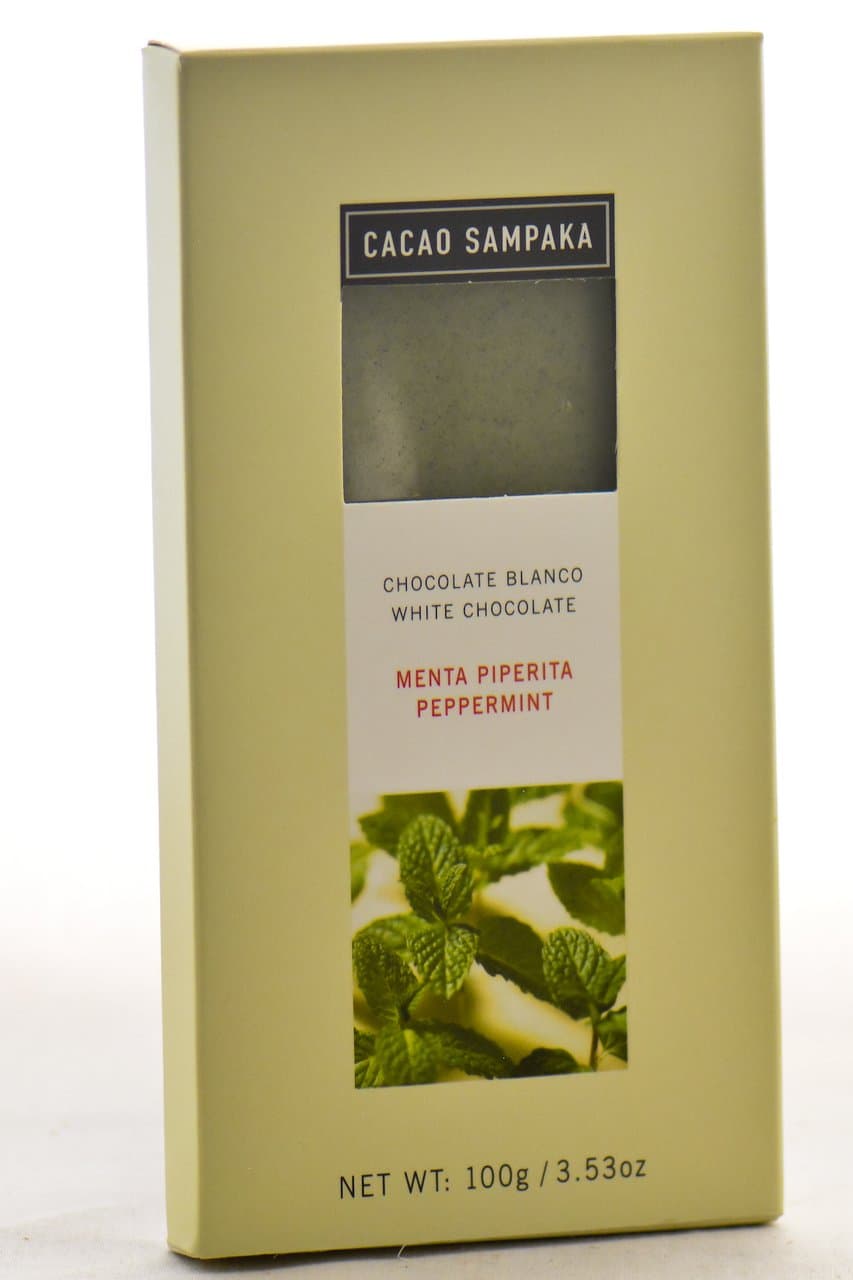 CACAO SAMPAKA
CHOCOLATE BLANCO
WHITE CHOCOLATE
MENTA PIPERITA
PEPPERMINT
NET WT: 100g / 3.53oz